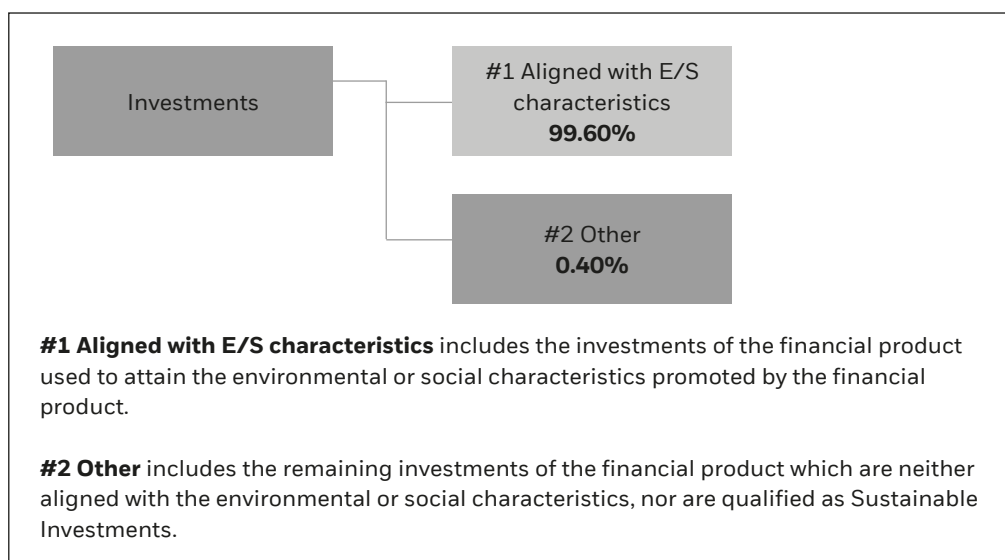 Investments
#1 Aligned with E/S
characteristics
99.60%
#2 Other
0.40%
#1 Aligned with E/S characteristics includes the investments of the financial product
used to attain the environmental or social characteristics promoted by the financial
product.
#2 Other includes the remaining investments of the financial product which are neither
aligned with the environmental or social characteristics, nor are qualified as Sustainable
Investments.